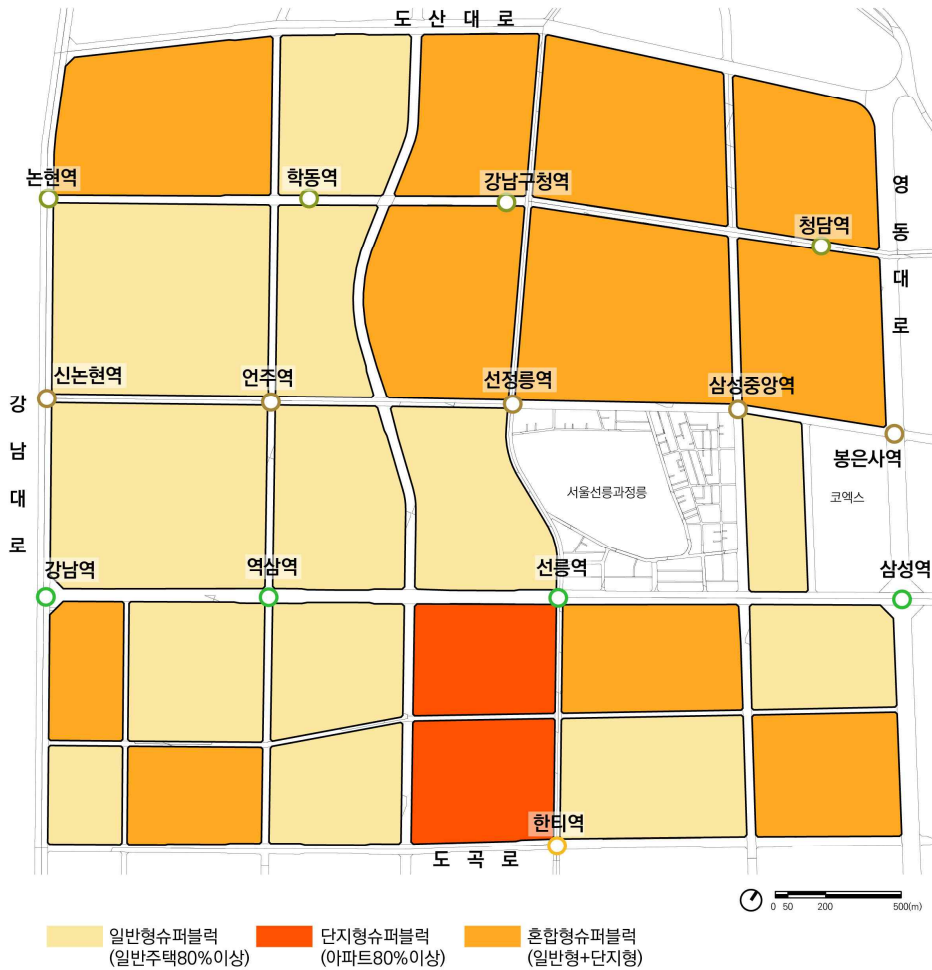 도 산 대 로
논현역
학동역
강남구청역
영 동 대 로
청담역
신논현역
언주역
선정릉역
삼성중앙역
강 남 대 로
봉은사역
서울선릉과정릉
코엑스
강남역
역삼역
선릉역
삼성역
한티역
도 곡 로
0 50 200 500(m)
일반형슈퍼블럭
(일반주택80%이상)
단지형슈퍼블럭
(아파트80%이상)
혼합형슈퍼블럭
(일반형+단지형)